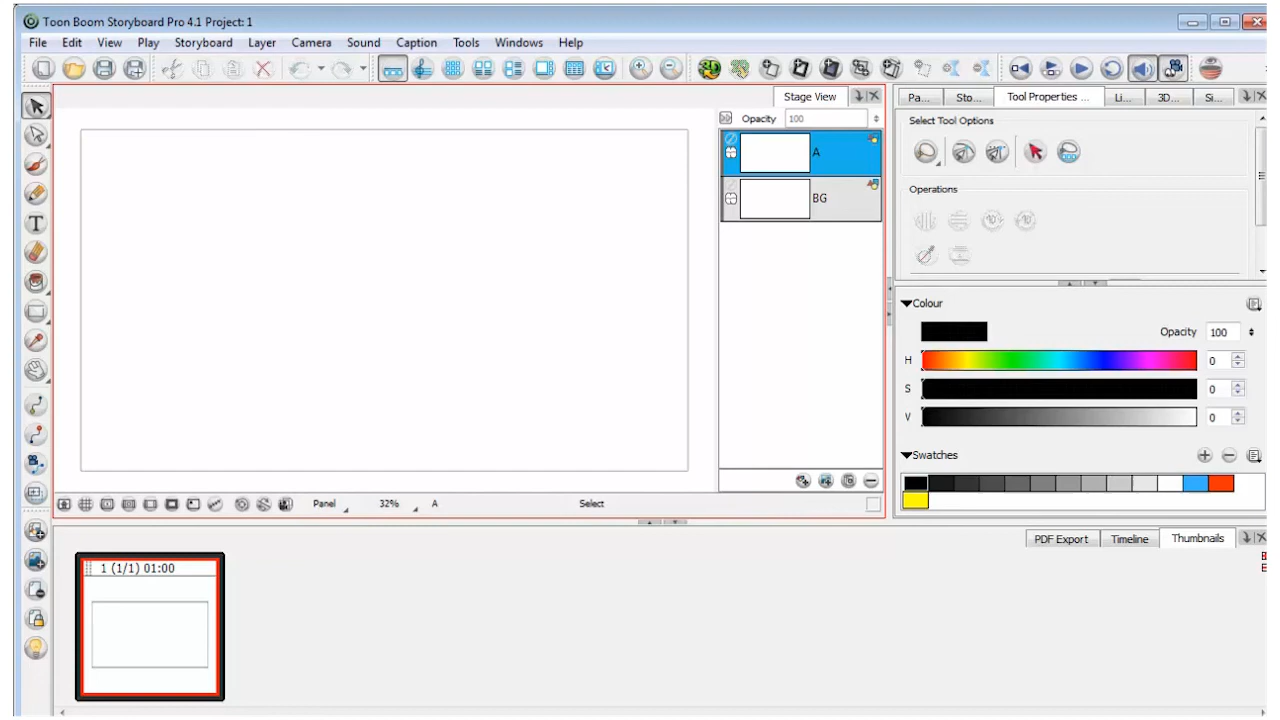 Toon Boom Storyboard Pro 4.1 Project: 1
File Edit View Play Storyboard Layer Camera Sound Caption Tools Windows Help
Stage View
Pa... Sto... Tool Properties ... Li... 3D... Si...
Opacity 100
Select Tool Options
A
Operations
BG
Colour
Opacity 100
H 0
S 0
V 0
Swatches
Panel 32% A Select
PDF Export Timeline Thumbnails
1 (1/1) 01:00